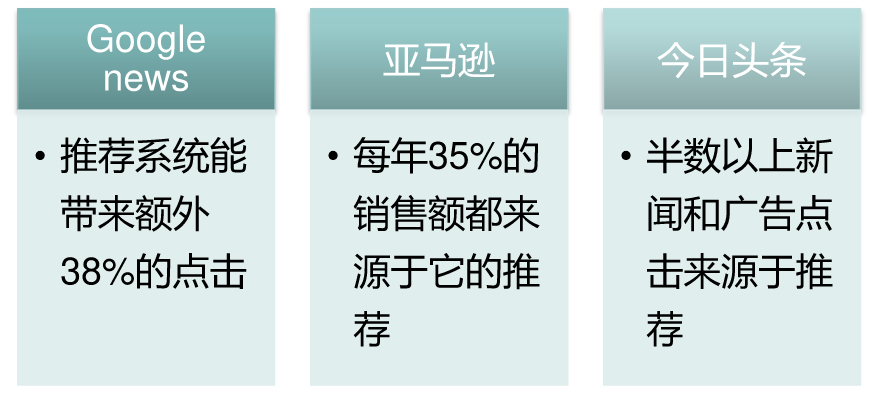 Google
news
• 推荐系统能
带来额外
38%的点击
亚马逊
• 每年35%的
销售额都来
源于它的推
荐
今日头条
• 半数以上新
闻和广告点
击来源于推
荐